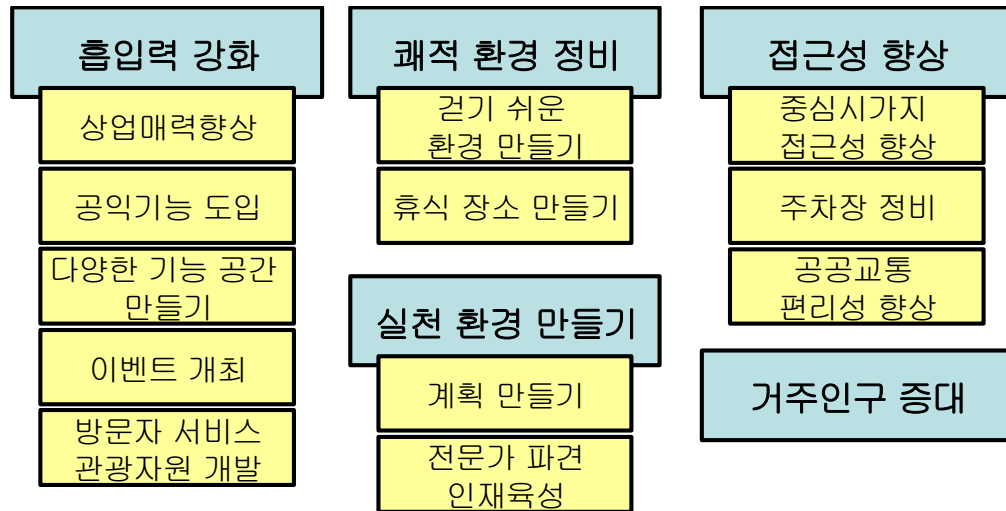 흡입력 강화
상업매력향상
공익기능 도입
다양한 기능 공간
만들기
이벤트 개최
방문자 서비스
관광자원 개발
쾌적 환경 정비
걷기 쉬운
환경 만들기
휴식 장소 만들기
실천 환경 만들기
계획 만들기
전문가 파견
인재육성
접근성 향상
중심시가지
접근성 향상
주차장 정비
공공교통
편리성 향상
거주인구 증대